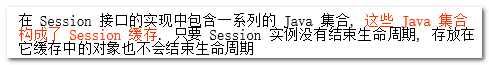 在 Session 接口的实现中包含一系列的 Java 集合, 这些 Java 集合
构成了 Session 缓存. 只要 Session 实例没有结束生命周期, 存放在
它缓存中的对象也不会结束生命周期